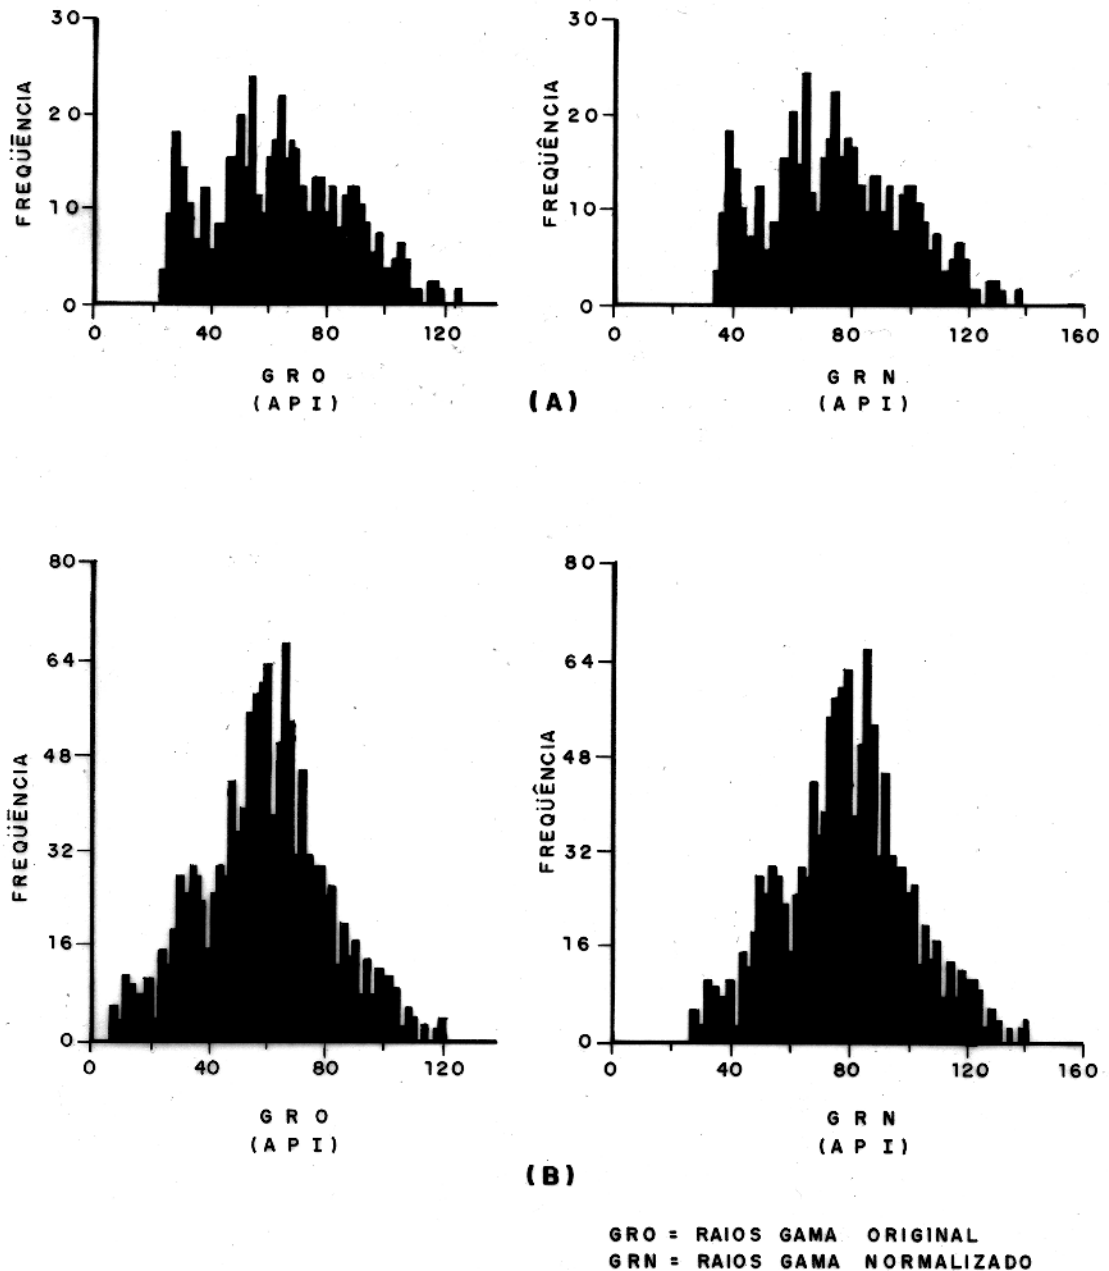 30
20
10
0
FREQÜÊNCIA
0 40 80 120
GRO
(API)
30
20
10
0
FREQÜÊNCIA
0 40 80 120 160
GRN
(API)
(A)
80
64
48
32
16
0
FREQÜÊNCIA
0 40 80 120
GRO
(API)
80
64
48
32
16
0
FREQÜÊNCIA
0 40 80 120 160
GRN
(API)
(B)
GRO = RAIOS GAMA ORIGINAL
GRN = RAIOS GAMA NORMALIZADO